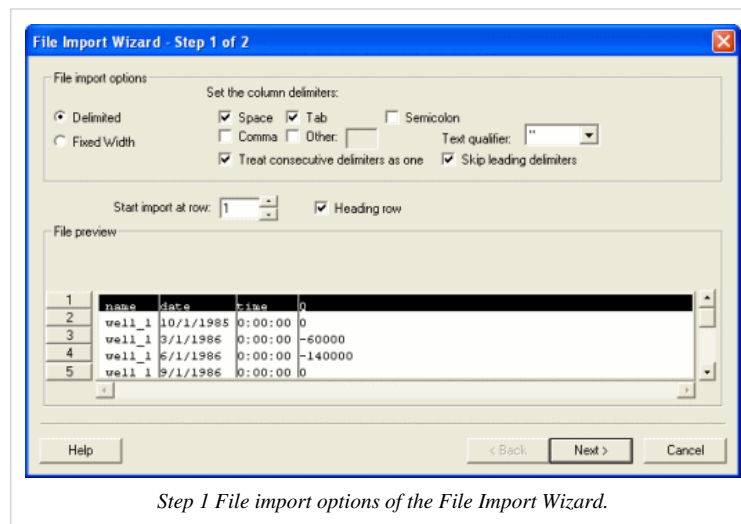 File Import Wizard - Step 1 of 2
File import options
Set the column delimiters:
Delimited
Space Tab Semicolon
Fixed Width
Comma Other: Text qualifier: "
Treat consecutive delimiters as one Skip leading delimiters
Start import at row: 1 Heading row
File preview
1 name date time Q
2 well_1 10/1/1985 0:00:00 0
3 well_1 3/1/1986 0:00:00 -60000
4 well_1 6/1/1986 0:00:00 -140000
5 well_1 9/1/1986 0:00:00 0
Help < Back Next > Cancel
Step 1 File import options of the File Import Wizard.